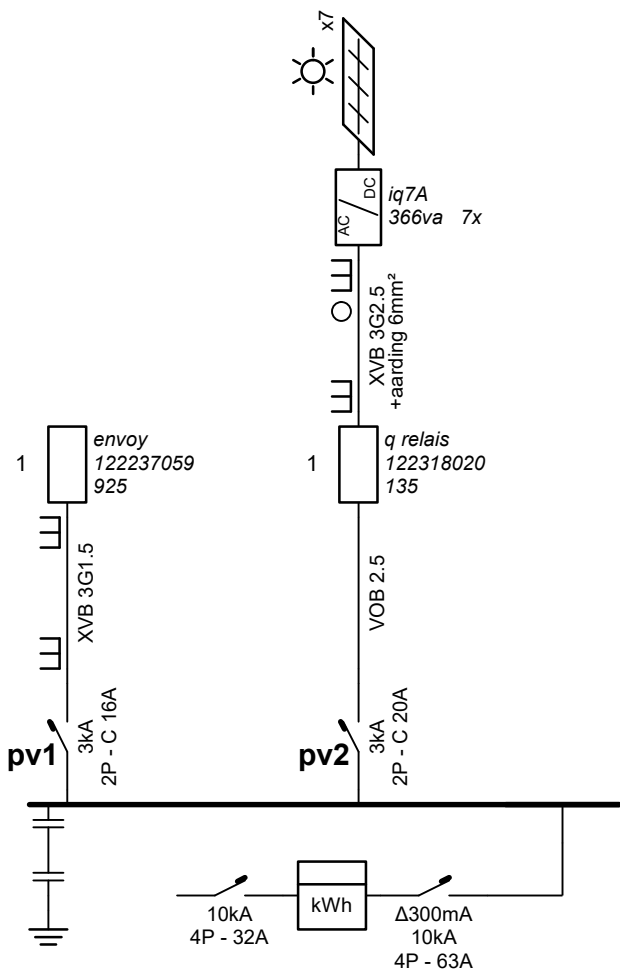 x7
DC
AC
iq7A
366va 7x
XVB 3G2.5
+aarding 6mm²
1
envoy
122237059
925
1
q relais
122318020
135
XVB 3G1.5
VOB 2.5
pv1
3kA
2P - C 16A
pv2
3kA
2P - C 20A
kWh
10kA
4P - 32A
Δ300mA
10kA
4P - 63A